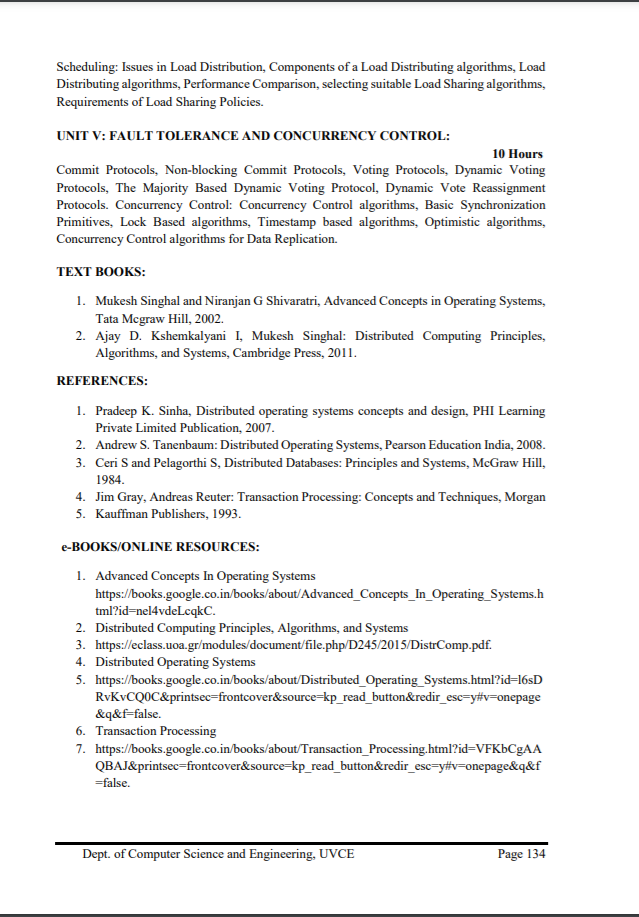 Scheduling: Issues in Load Distribution, Components of a Load Distributing algorithms, Load
Distributing algorithms, Performance Comparison, selecting suitable Load Sharing algorithms,
Requirements of Load Sharing Policies.
UNIT V: FAULT TOLERANCE AND CONCURRENCY CONTROL:
10 Hours
Commit Protocols, Non-blocking Commit Protocols, Voting Protocols, Dynamic Voting
Protocols, The Majority Based Dynamic Voting Protocol, Dynamic Vote Reassignment
Protocols. Concurrency Control: Concurrency Control algorithms, Basic Synchronization
Primitives, Lock Based algorithms, Timestamp based algorithms, Optimistic algorithms,
Concurrency Control algorithms for Data Replication.
TEXT BOOKS:
1. Mukesh Singhal and Niranjan G Shivaratri, Advanced Concepts in Operating Systems,
Tata Mcgraw Hill, 2002.
2. Ajay D. Kshemkalyani I, Mukesh Singhal: Distributed Computing Principles,
Algorithms, and Systems, Cambridge Press, 2011.
REFERENCES:
1. Pradeep K. Sinha, Distributed operating systems concepts and design, PHI Learning
Private Limited Publication, 2007.
2. Andrew S. Tanenbaum: Distributed Operating Systems, Pearson Education India, 2008.
3. Ceri S and Pelagorthi S, Distributed Databases: Principles and Systems, McGraw Hill,
1984.
4. Jim Gray, Andreas Reuter: Transaction Processing: Concepts and Techniques, Morgan
5. Kauffman Publishers, 1993.
e-BOOKS/ONLINE RESOURCES:
1. Advanced Concepts In Operating Systems
https://books.google.co.in/books/about/Advanced_Concepts_In_Operating_Systems.h
tml?id=nel4vdeLcqkC.
2. Distributed Computing Principles, Algorithms, and Systems
3. https://eclass.uoa.gr/modules/document/file.php/D245/2015/DistrComp.pdf.
4. Distributed Operating Systems
5. https://books.google.co.in/books/about/Distributed_Operating_Systems.html?id=l6sD
RvKvCQ0C&printsec=frontcover&source=kp_read_button&redir_esc=y#v=onepage
&q&f=false.
6. Transaction Processing
7. https://books.google.co.in/books/about/Transaction_Processing.html?id=VFKbCgAA
QBAJ&printsec=frontcover&source=kp_read_button&redir_esc=y#v=onepage&q&f
=false.
Dept. of Computer Science and Engineering, UVCE Page 134